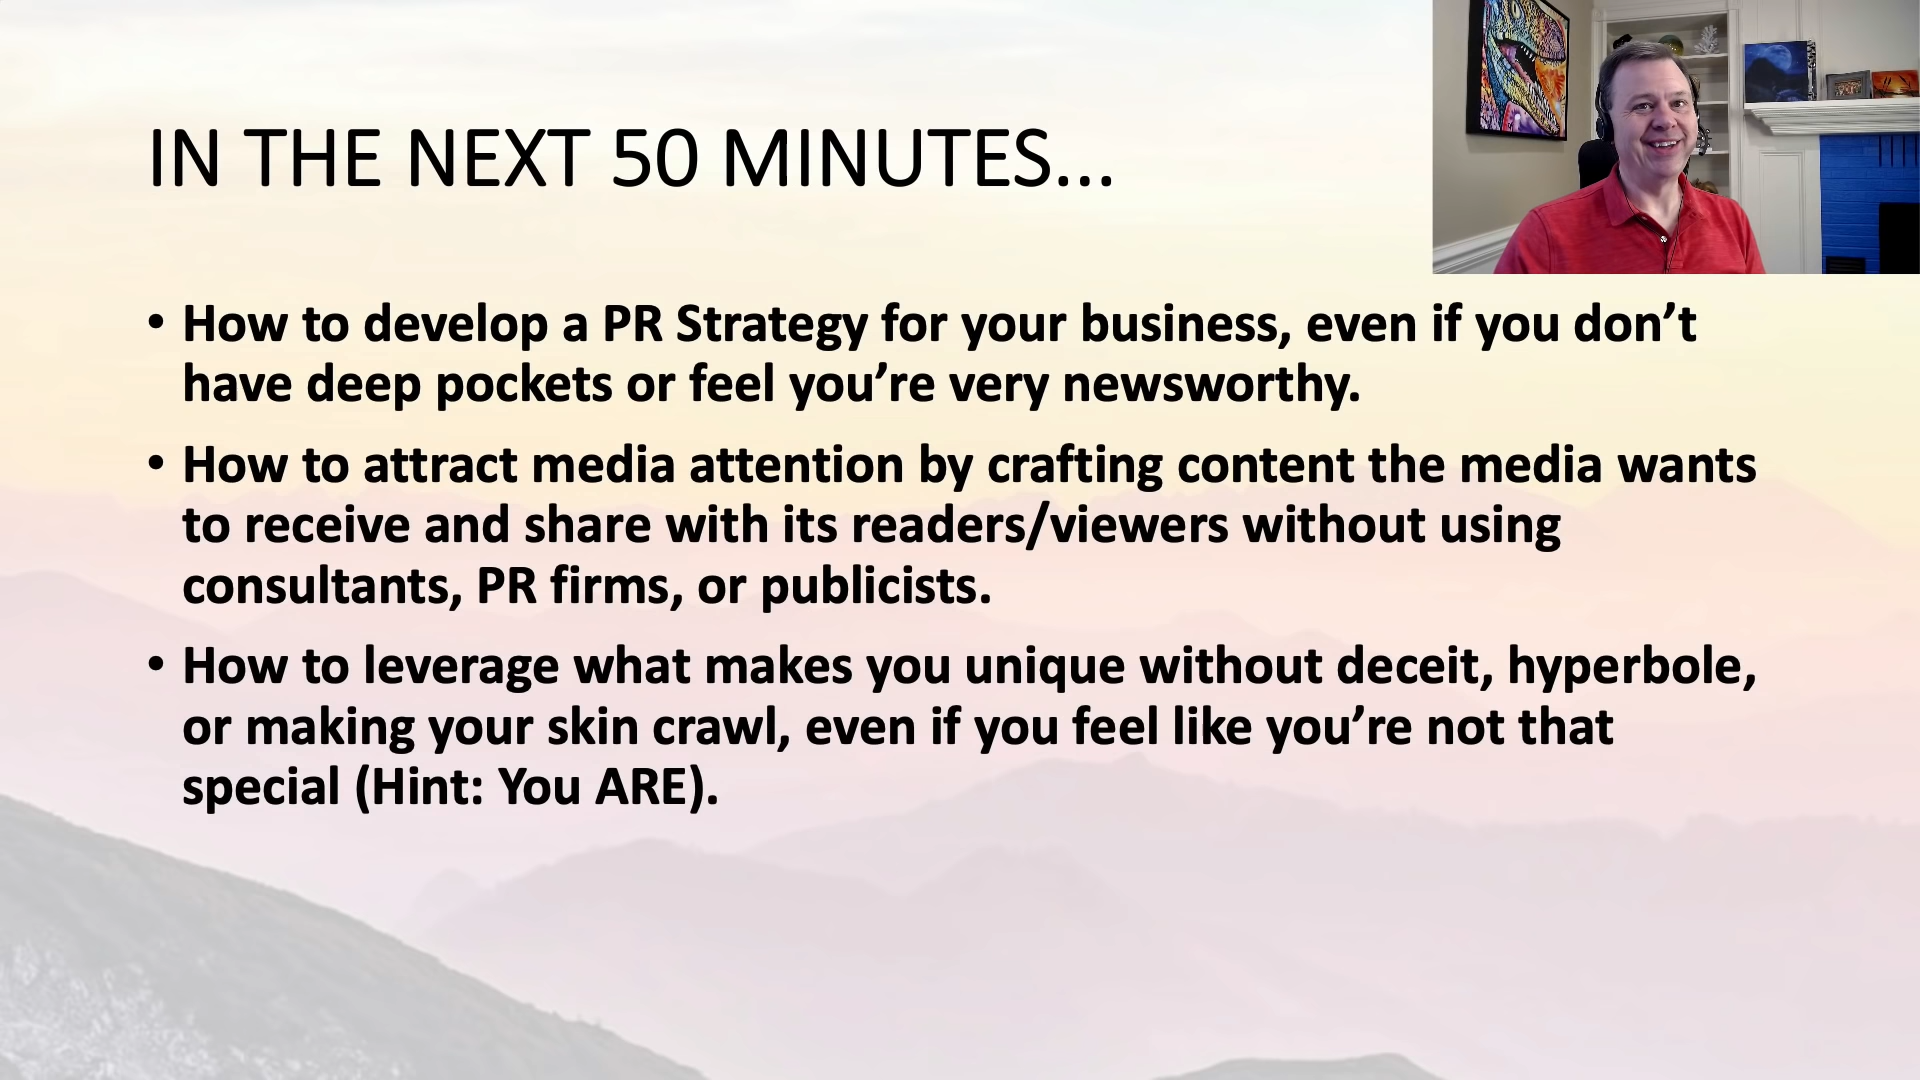 IN THE NEXT 50 MINUTES...
• How to develop a PR Strategy for your business, even if you don’t
have deep pockets or feel you’re very newsworthy.
• How to attract media attention by crafting content the media wants
to receive and share with its readers/viewers without using
consultants, PR firms, or publicists.
• How to leverage what makes you unique without deceit, hyperbole,
or making your skin crawl, even if you feel like you’re not that
special (Hint: You ARE).